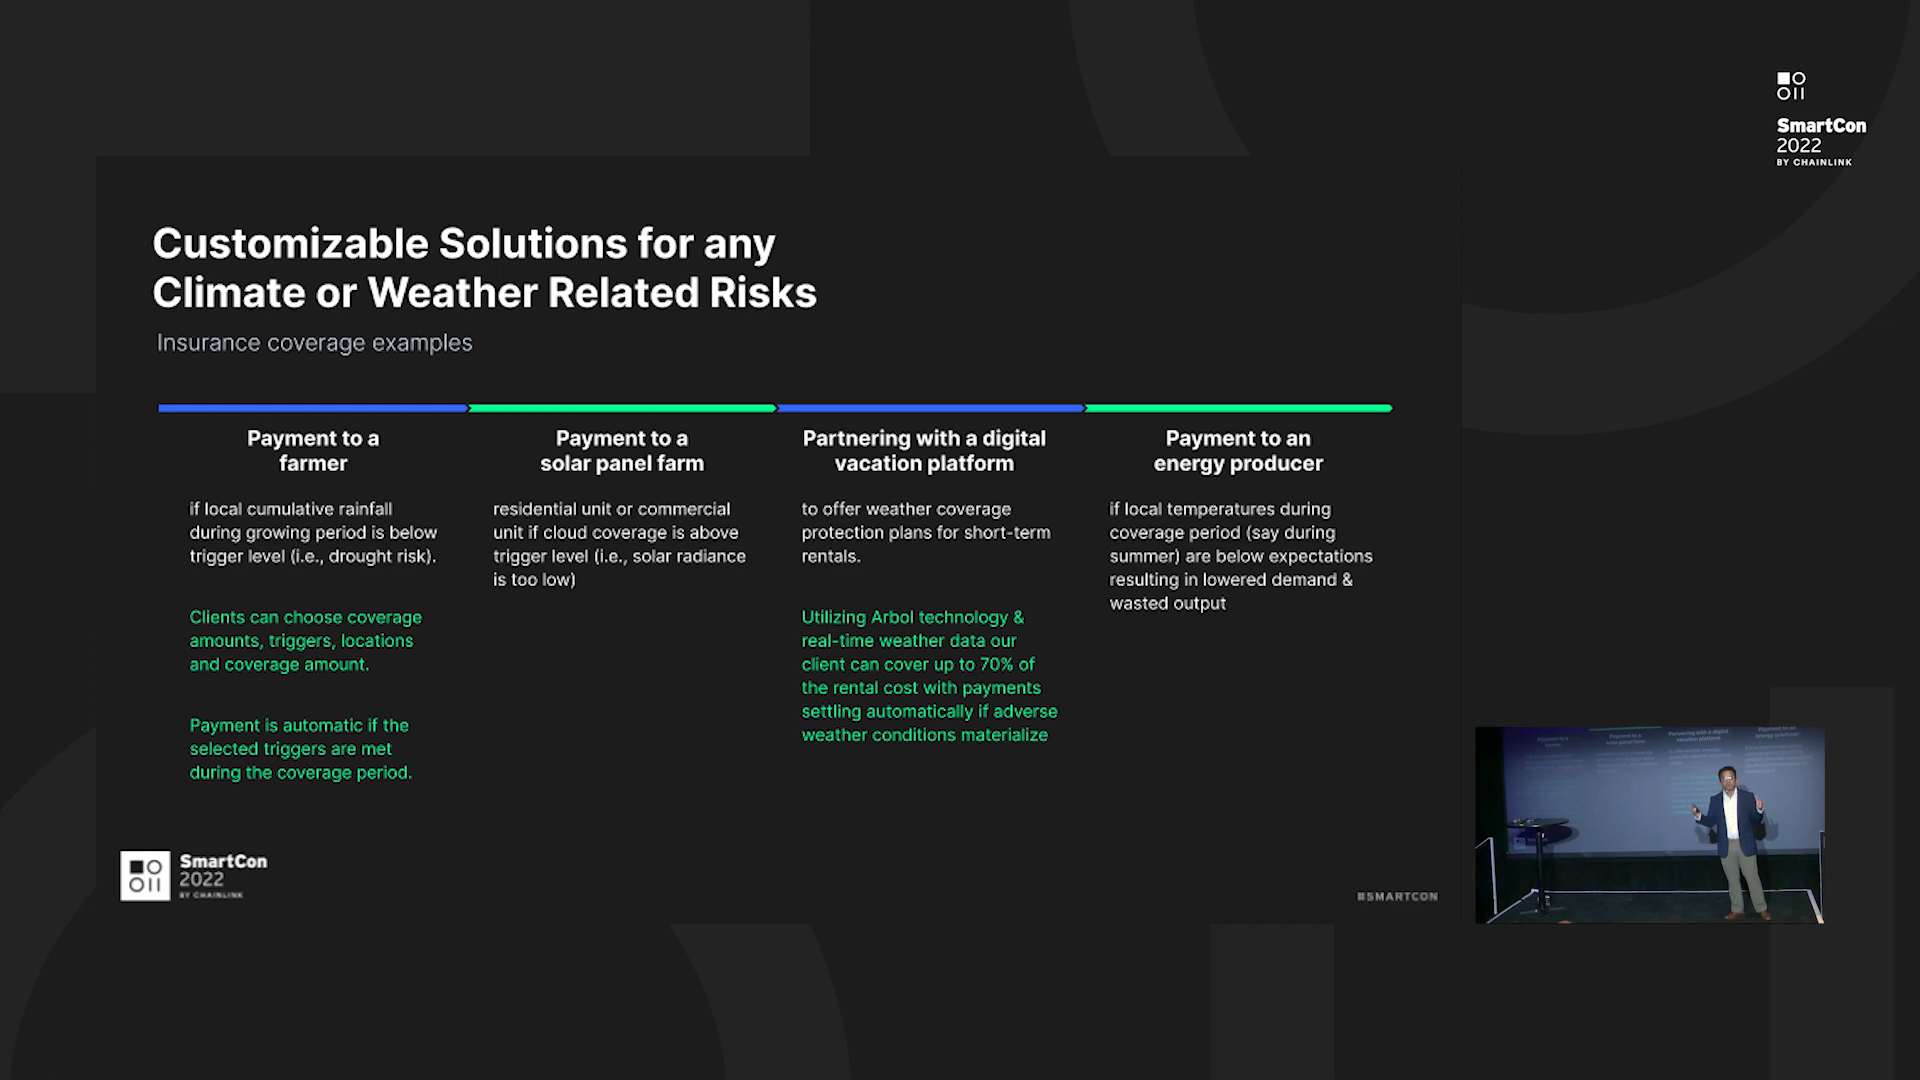 SmartCon
2022
BY CHAINLINK
Customizable Solutions for any
Climate or Weather Related Risks
Insurance coverage examples
Payment to a
farmer
if local cumulative rainfall
during growing period is below
trigger level (i.e., drought risk).
Clients can choose coverage
amounts, triggers, locations
and coverage amount.
Payment is automatic if the
selected triggers are met
during the coverage period.
Payment to a
solar panel farm
residential unit or commercial
unit if cloud coverage is above
trigger level (i.e., solar radiance
is too low)
Partnering with a digital
vacation platform
to offer weather coverage
protection plans for short-term
rentals.
Utilizing Arbol technology &
real-time weather data our
client can cover up to 70% of
the rental cost with payments
settling automatically if adverse
weather conditions materialize
Payment to an
energy producer
if local temperatures during
coverage period (say during
summer) are below expectations
resulting in lowered demand &
wasted output
SmartCon
2022
BY CHAINLINK
#SMARTCON